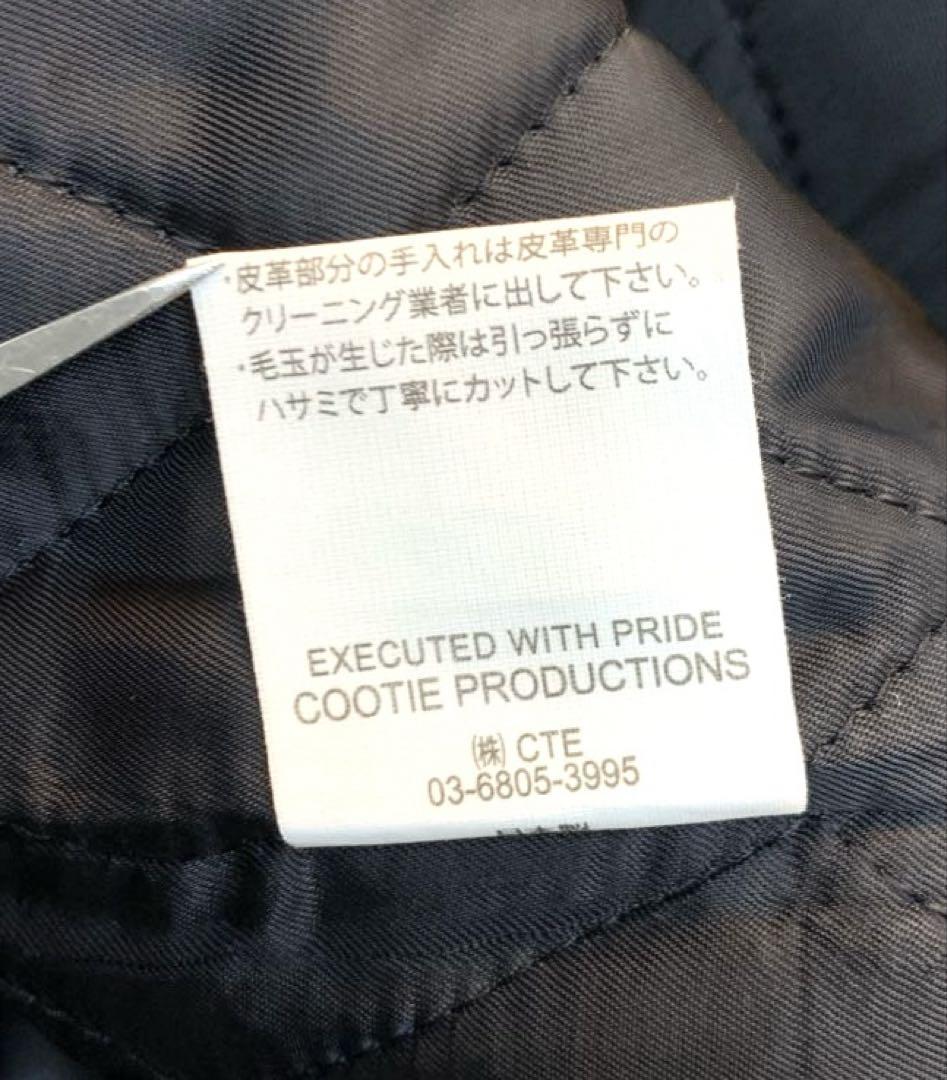 ・皮革部分の手入れは皮革専門の
クリーニング業者に出して下さい。
・毛玉が生じた際は引っ張らずに
ハサミで丁寧にカットして下さい。
EXECUTED WITH PRIDE
COOTIE PRODUCTIONS
㈱ CTE
03-6805-3995